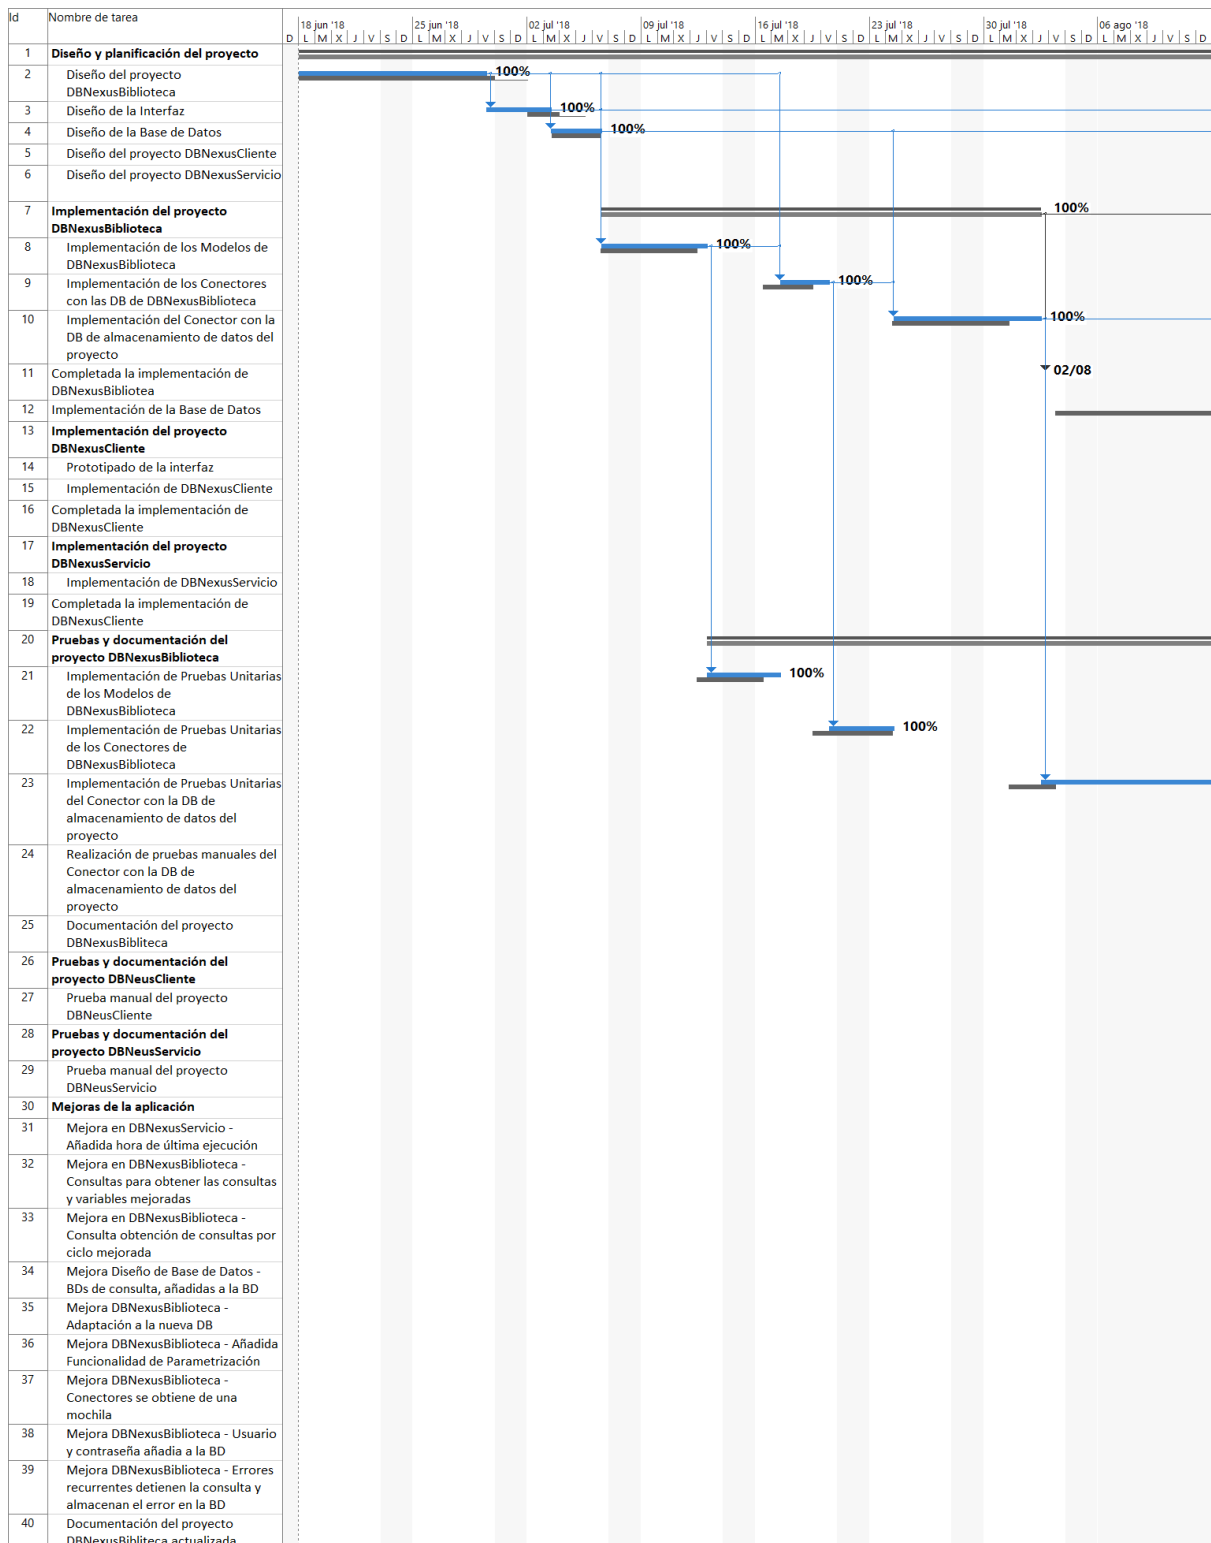 Id Nombre de tarea
18 jun '18 25 jun '18 02 jul '18 09 jul '18 16 jul '18 23 jul '18 30 jul '18 06 ago '18
D L M X J V S D L M X J V S D L M X J V S D L M X J V S D L M X J V S D L M X J V S D L M X J V S D L M X J V S D
1 Diseño y planificación del proyecto
2 Diseño del proyecto 100%
DBNexusBiblioteca
3 Diseño de la Interfaz 100%
4 Diseño de la Base de Datos 100%
5 Diseño del proyecto DBNexusCliente
6 Diseño del proyecto DBNexusServicio
7 Implementación del proyecto 100%
DBNexusBiblioteca
8 Implementación de los Modelos de 100%
DBNexusBiblioteca
9 Implementación de los Conectores 100%
con las DB de DBNexusBiblioteca
10 Implementación del Conector con la 100%
DB de almacenamiento de datos del
proyecto
11 Completada la implementación de 02/08
DBNexusBibliotea
12 Implementación de la Base de Datos
13 Implementación del proyecto
DBNexusCliente
14 Prototipado de la interfaz
15 Implementación de DBNexusCliente
16 Completada la implementación de
DBNexusCliente
17 Implementación del proyecto
DBNexusServicio
18 Implementación de DBNexusServicio
19 Completada la implementación de
DBNexusCliente
20 Pruebas y documentación del
proyecto DBNexusBiblioteca
21 Implementación de Pruebas Unitarias 100%
de los Modelos de
DBNexusBiblioteca
22 Implementación de Pruebas Unitarias 100%
de los Conectores de
DBNexusBiblioteca
23 Implementación de Pruebas Unitarias
del Conector con la DB de
almacenamiento de datos del
proyecto
24 Realización de pruebas manuales del
Conector con la DB de
almacenamiento de datos del
proyecto
25 Documentación del proyecto
DBNexusBibliteca
26 Pruebas y documentación del
proyecto DBNeusCliente
27 Prueba manual del proyecto
DBNeusCliente
28 Pruebas y documentación del
proyecto DBNeusServicio
29 Prueba manual del proyecto
DBNeusServicio
30 Mejoras de la aplicación
31 Mejora en DBNexusServicio -
Añadida hora de última ejecución
32 Mejora en DBNexusBiblioteca -
Consultas para obtener las consultas
y variables mejoradas
33 Mejora en DBNexusBiblioteca -
Consulta obtención de consultas por
ciclo mejorada
34 Mejora Diseño de Base de Datos -
BDs de consulta, añadidas a la BD
35 Mejora DBNexusBiblioteca -
Adaptación a la nueva DB
36 Mejora DBNexusBiblioteca - Añadida
Funcionalidad de Parametrización
37 Mejora DBNexusBiblioteca -
Conectores se obtiene de una
mochila
38 Mejora DBNexusBiblioteca - Usuario
y contraseña añadia a la BD
39 Mejora DBNexusBiblioteca - Errores
recurrentes detienen la consulta y
almacenan el error en la BD
40 Documentación del proyecto
DBNexusBibliteca actualizada